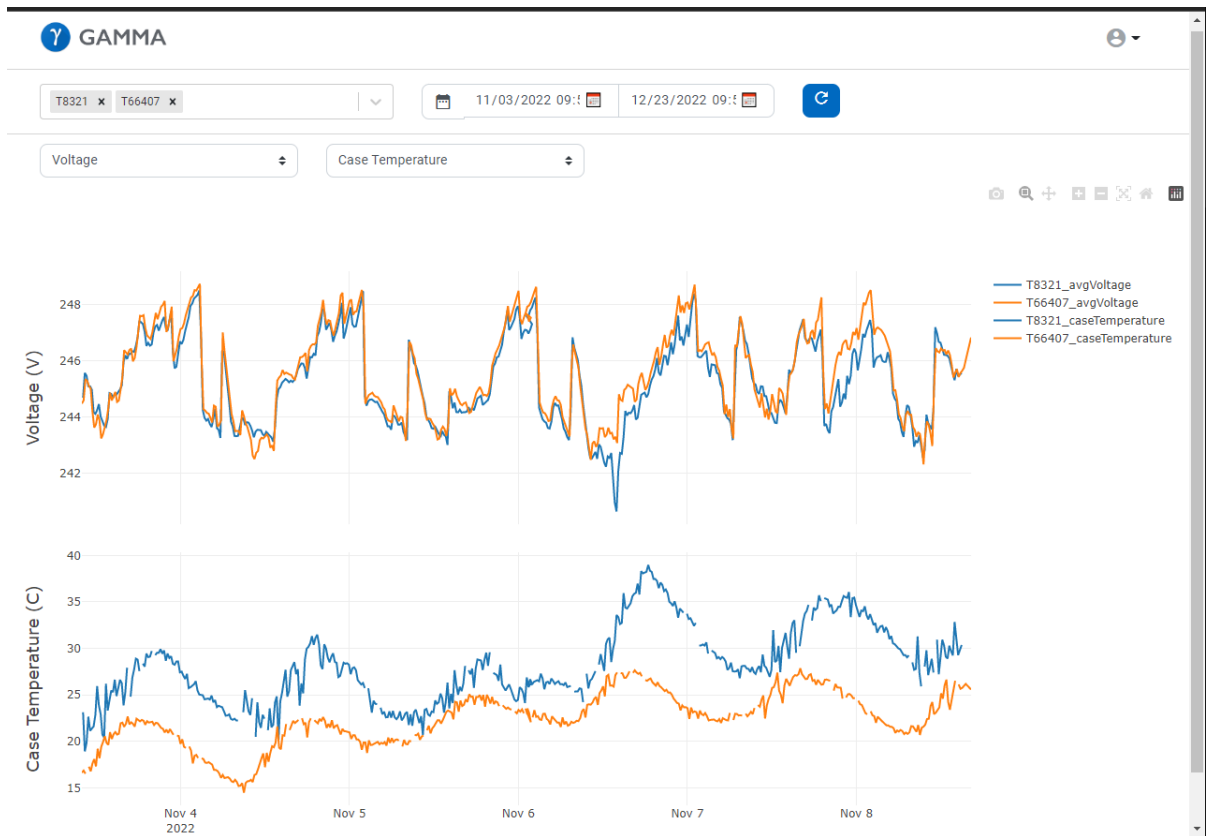 γ GAMMA
T8321 × T66407 ×
11/03/2022 09:5 12/23/2022 09:5
Voltage Case Temperature
T8321_avgVoltage
T66407_avgVoltage
T8321_caseTemperature
T66407_caseTemperature
Voltage (V)
248
246
244
242
Case Temperature (C)
40
35
30
25
20
15
Nov 4 Nov 5 Nov 6 Nov 7 Nov 8
2022